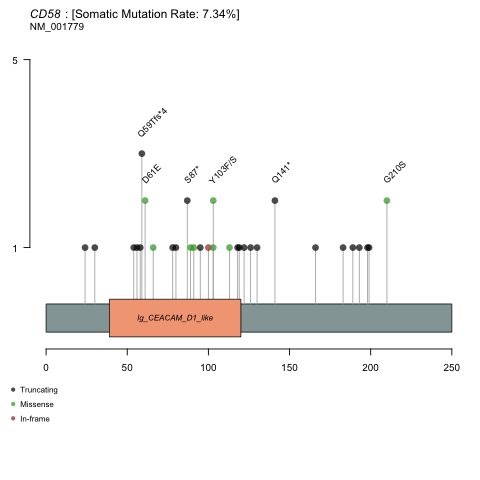 CD58 : [Somatic Mutation Rate: 7.34%]
NM_001779
5
Q59Tfs*4
D61E
S87*
Y103F/S
Q141*
G210S
1
Ig_CEACAM_D1_like
0 50 100 150 200 250
Truncating
Missense
In-frame